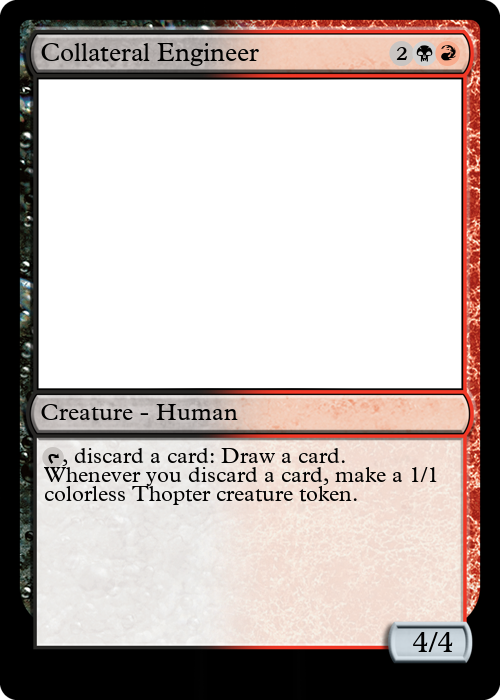 Collateral Engineer 2
Creature - Human
, discard a card: Draw a card.
Whenever you discard a card, make a 1/1
colorless Thopter creature token.
4/4